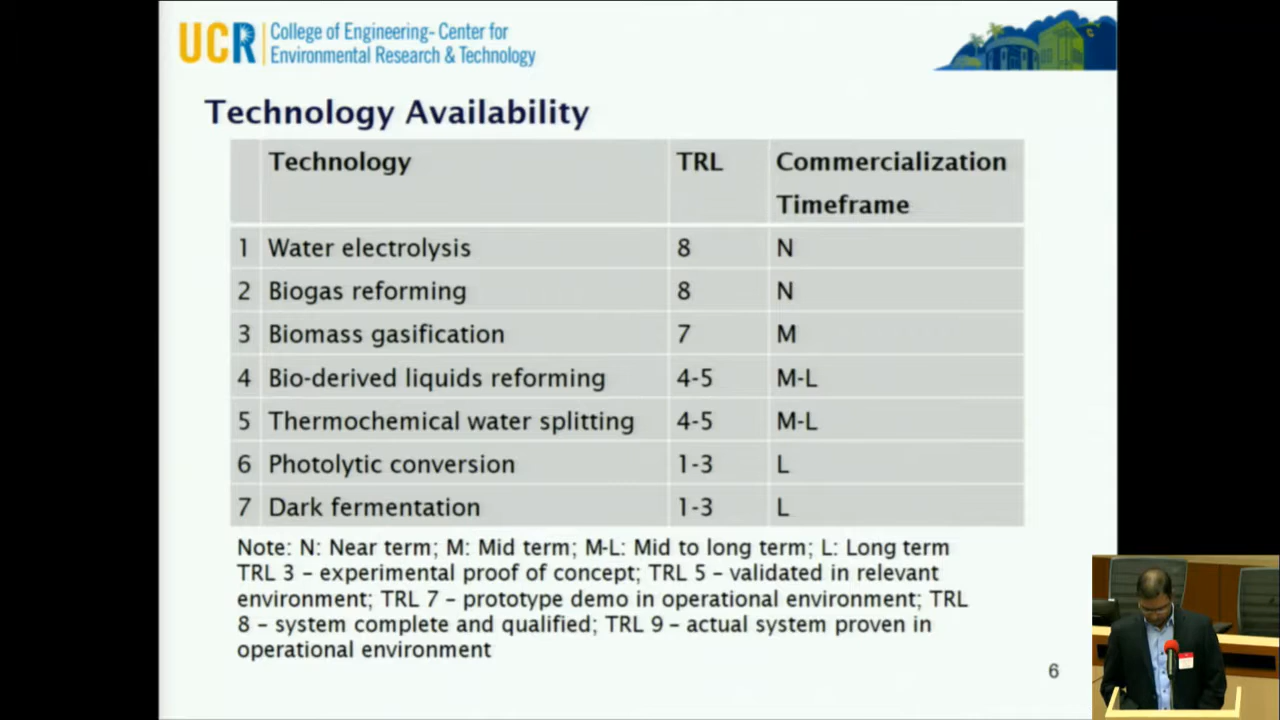 UCR College of Engineering- Center for
Environmental Research & Technology
Technology Availability
Technology TRL Commercialization
Timeframe
1 Water electrolysis 8 N
2 Biogas reforming 8 N
3 Biomass gasification 7 M
4 Bio-derived liquids reforming 4-5 M-L
5 Thermochemical water splitting 4-5 M-L
6 Photolytic conversion 1-3 L
7 Dark fermentation 1-3 L
Note: N: Near term; M: Mid term; M-L: Mid to long term; L: Long term
TRL 3 – experimental proof of concept; TRL 5 – validated in relevant
environment; TRL 7 – prototype demo in operational environment; TRL
8 – system complete and qualified; TRL 9 – actual system proven in
operational environment
6